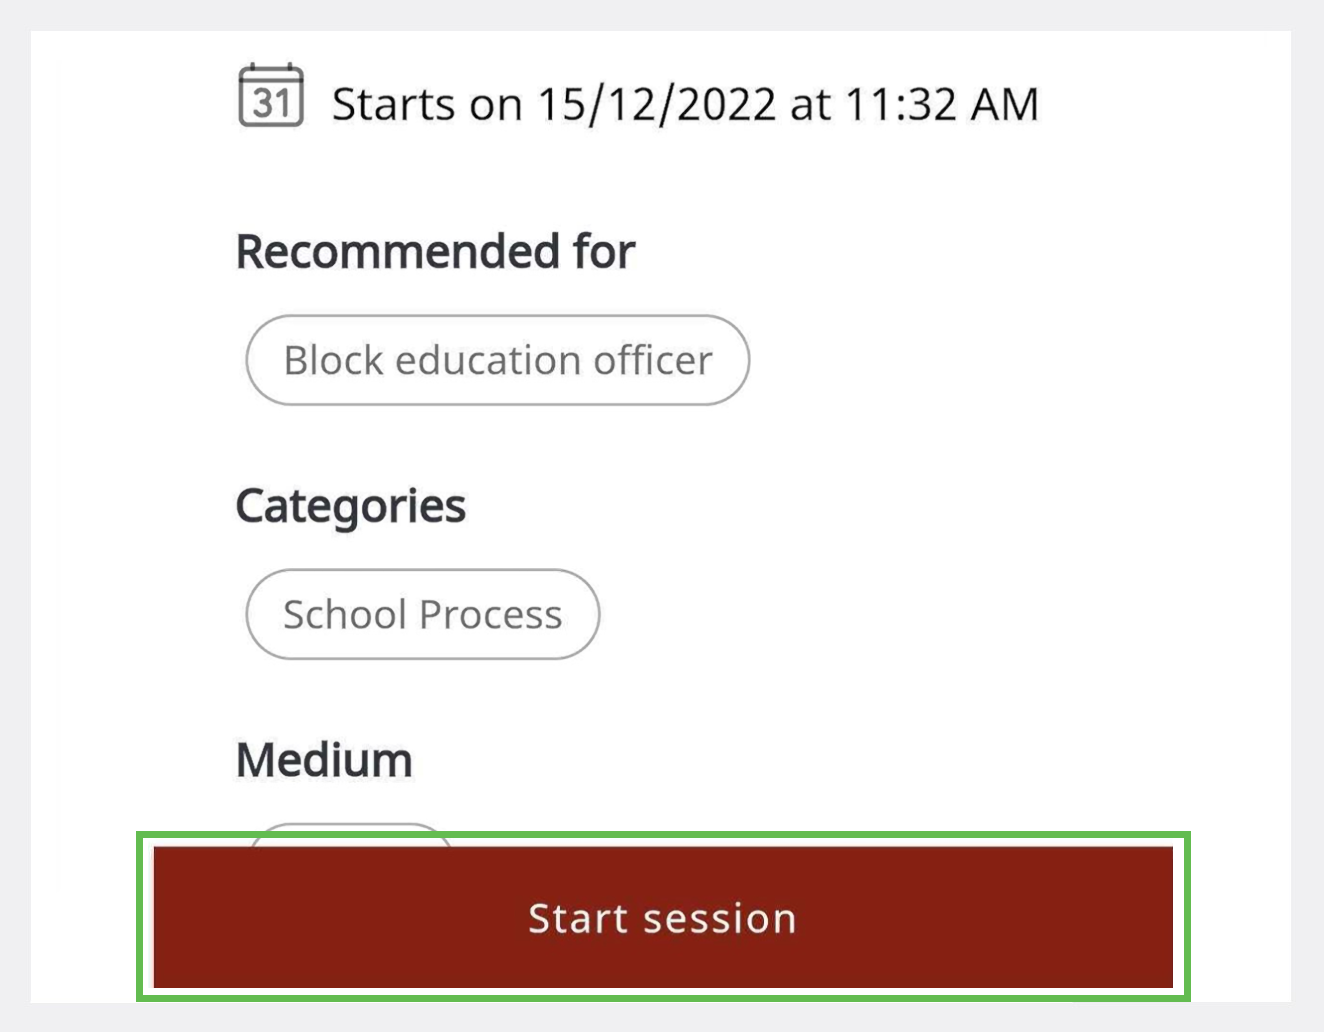 31 Starts on 15/12/2022 at 11:32 AM
Recommended for
Block education officer
Categories
School Process
Medium
Start session